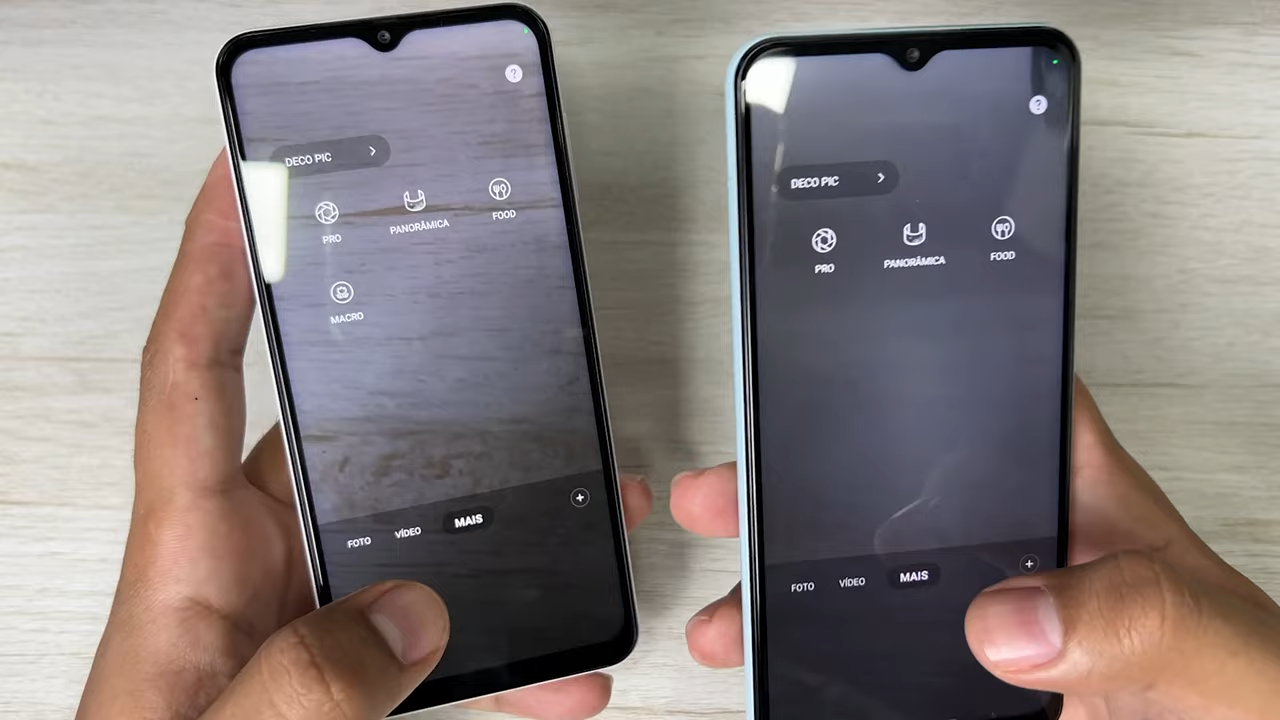 ?
DECO PIC >
PRO
PANORÂMICA
FOOD
MACRO
FOTO
VÍDEO
MAIS
+
?
DECO PIC >
PRO
PANORÂMICA
FOOD
FOTO
VÍDEO
MAIS
+